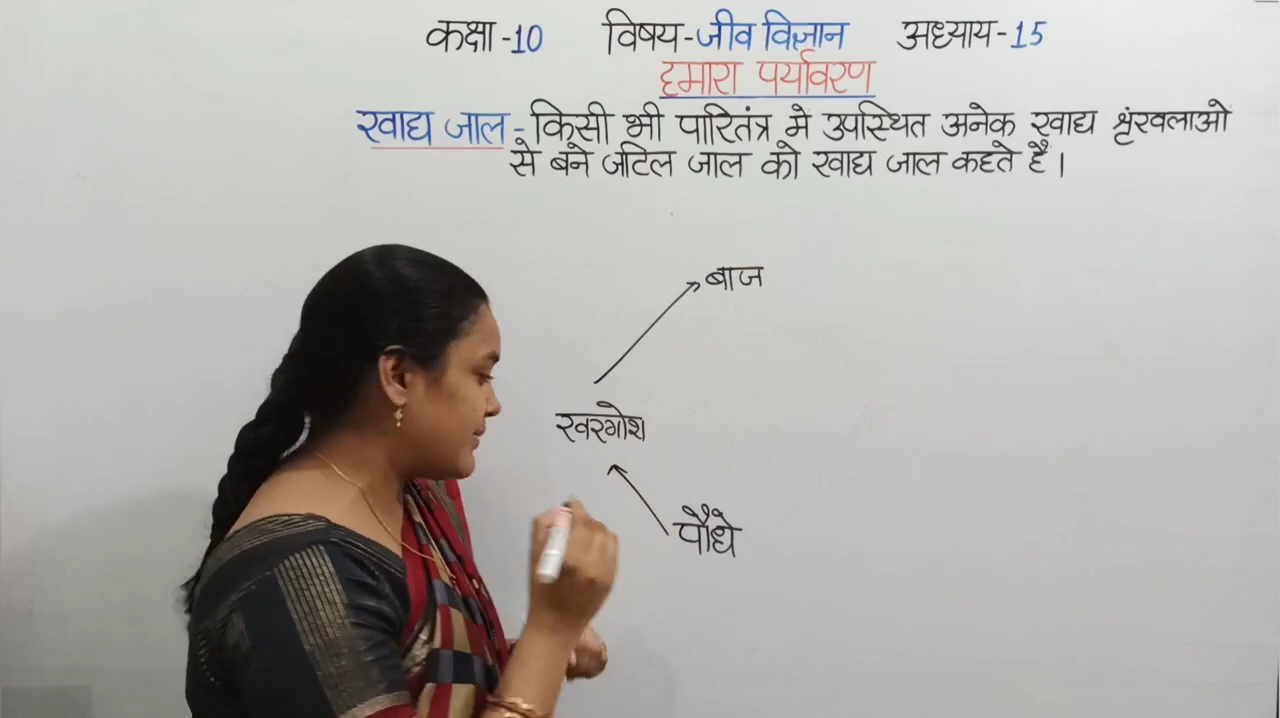 कक्षा -10 विषय-जीव विज्ञान अध्याय-15
हमारा पर्यावरण
खाद्य जाल - किसी भी पारितंत्र मे उपस्थित अनेक खाद्य श्रृंखलाओ
से बने जटिल जाल को खाद्य जाल कहते है।
बाज
खरगोश
पौधे